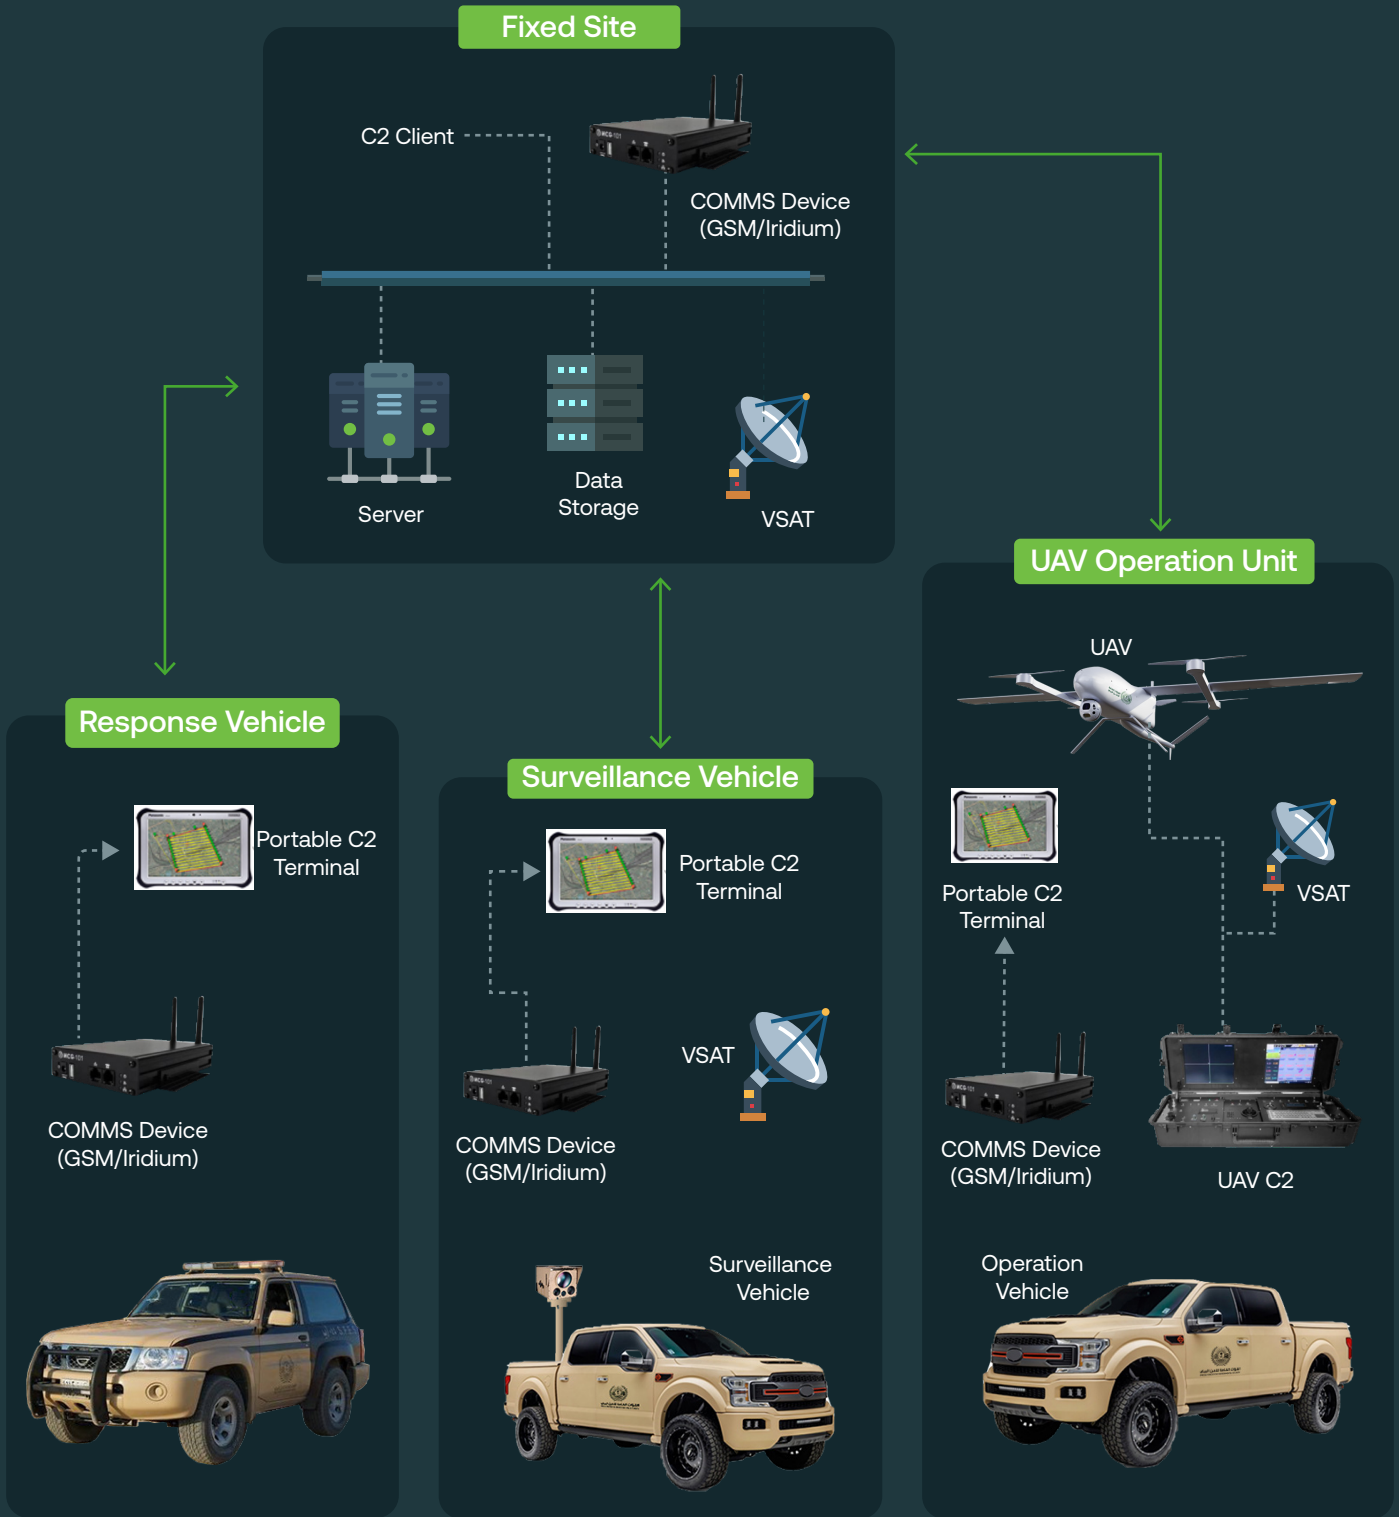 Fixed Site
C2 Client
COMMS Device
(GSM/Iridium)
Server
Data
Storage
VSAT
UAV Operation Unit
UAV
Portable C2
Terminal
VSAT
COMMS Device
(GSM/Iridium)
UAV C2
Operation
Vehicle
Response Vehicle
Portable C2
Terminal
COMMS Device
(GSM/Iridium)
Surveillance Vehicle
Portable C2
Terminal
VSAT
COMMS Device
(GSM/Iridium)
Surveillance
Vehicle